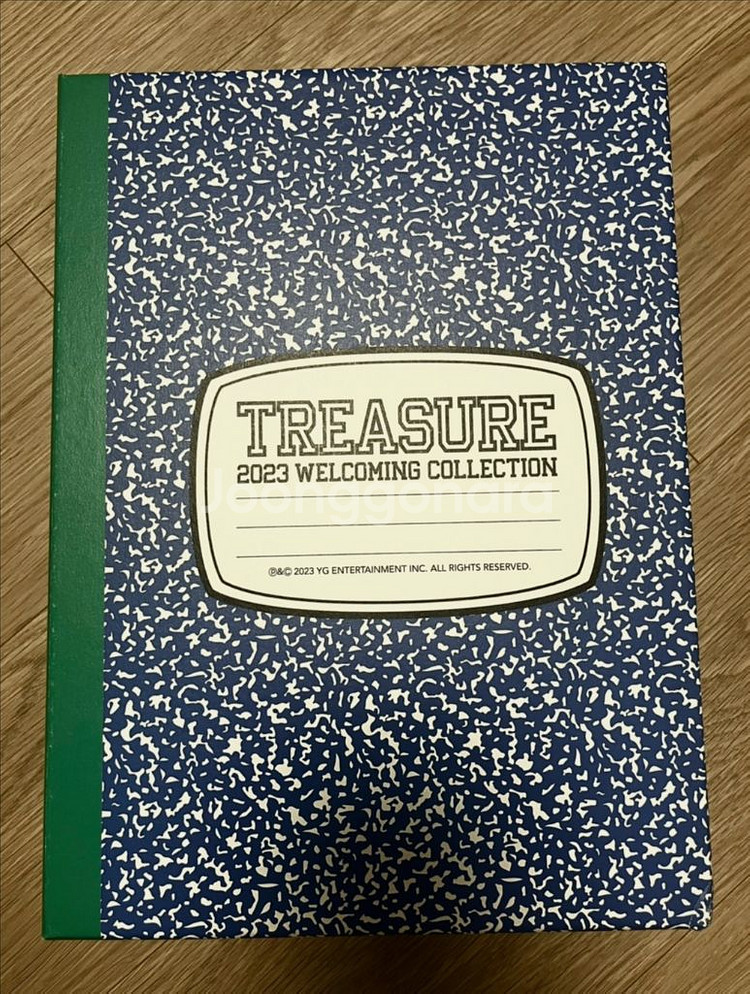 TREASURE
2023 WELCOMING COLLECTION
Joonggonara
℗&© 2023 YG ENTERTAINMENT INC. ALL RIGHTS RESERVED.